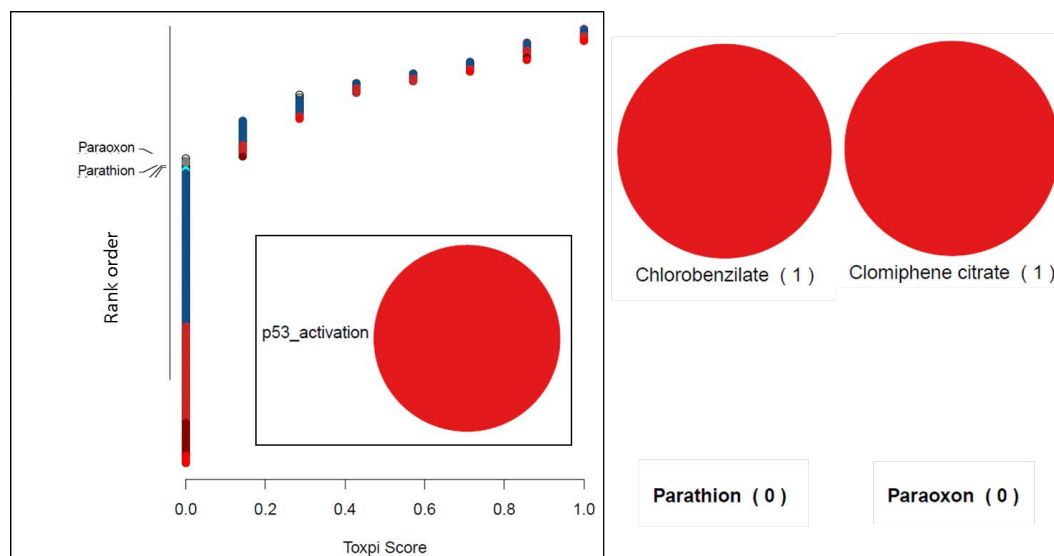 Paraoxon
Parathion
Rank order
p53_activation
0.0 0.2 0.4 0.6 0.8 1.0
Toxpi Score
Chlorobenzilate ( 1 )
Clomiphene citrate ( 1 )
Parathion ( 0 )
Paraoxon ( 0 )